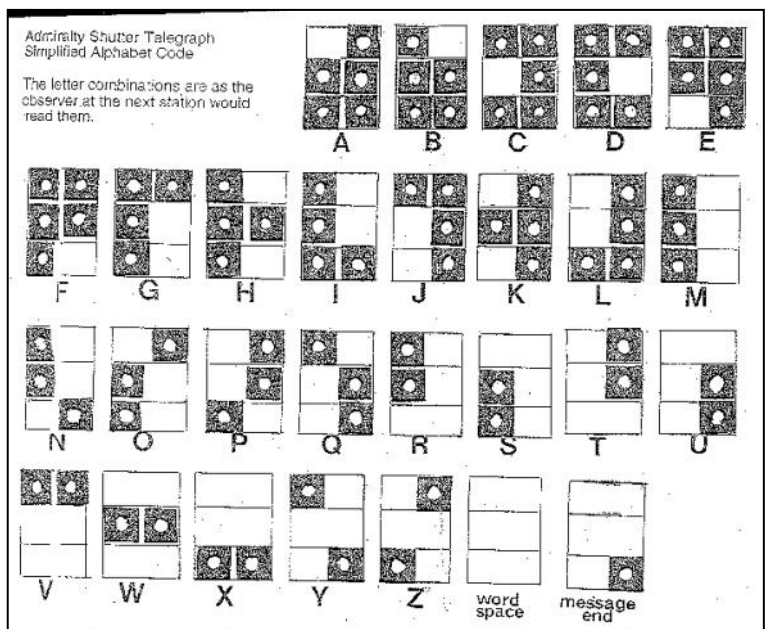 Admiralty Shutter Telegraph
Simplified Alphabet Code
The letter combinations are as the
observer at the next station would
read them.
A B C D E
F G H I J K L M
N O P Q R S T U
V W X Y Z word space message end